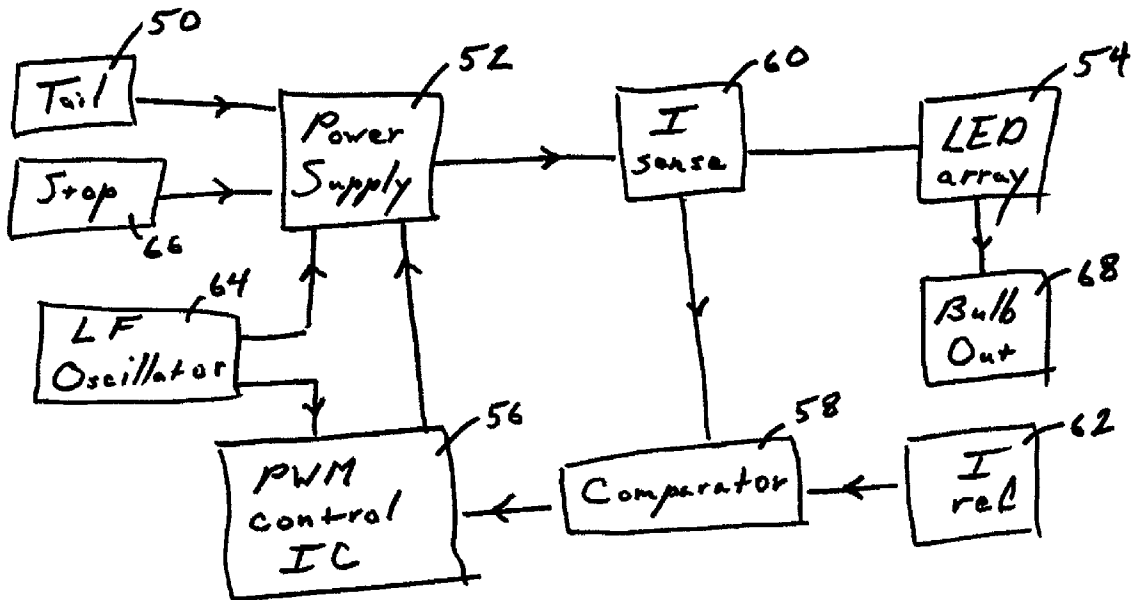 50
Tail
52
Power
Supply
60
I
sense
54
LED
array
Stop
66
64
LF
Oscillator
68
Bulb
Out
56
PWM
control
IC
58
Comparator
62
I
ref